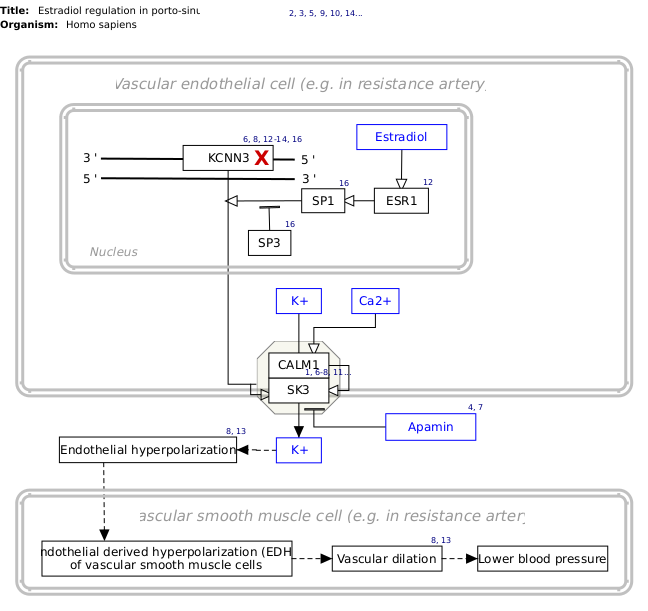 Title: Estradiol regulation in porto-sinu
2, 3, 5, 9, 10, 14...
Organism: Homo sapiens
Vascular endothelial cell (e.g. in resistance artery)
6, 8, 12-14, 16
Estradiol
3 '
KCNN3
X
5 '
5 '
3 '
16
12
SP1
ESR1
16
SP3
Nucleus
K+
Ca2+
CALM1
1, 6-8, 11...
SK3
4, 7
Apamin
8, 13
Endothelial hyperpolarization
K+
ascular smooth muscle cell (e.g. in resistance artery
8, 13
ndothelial derived hyperpolarization (EDH
of vascular smooth muscle cells
Vascular dilation
Lower blood pressure